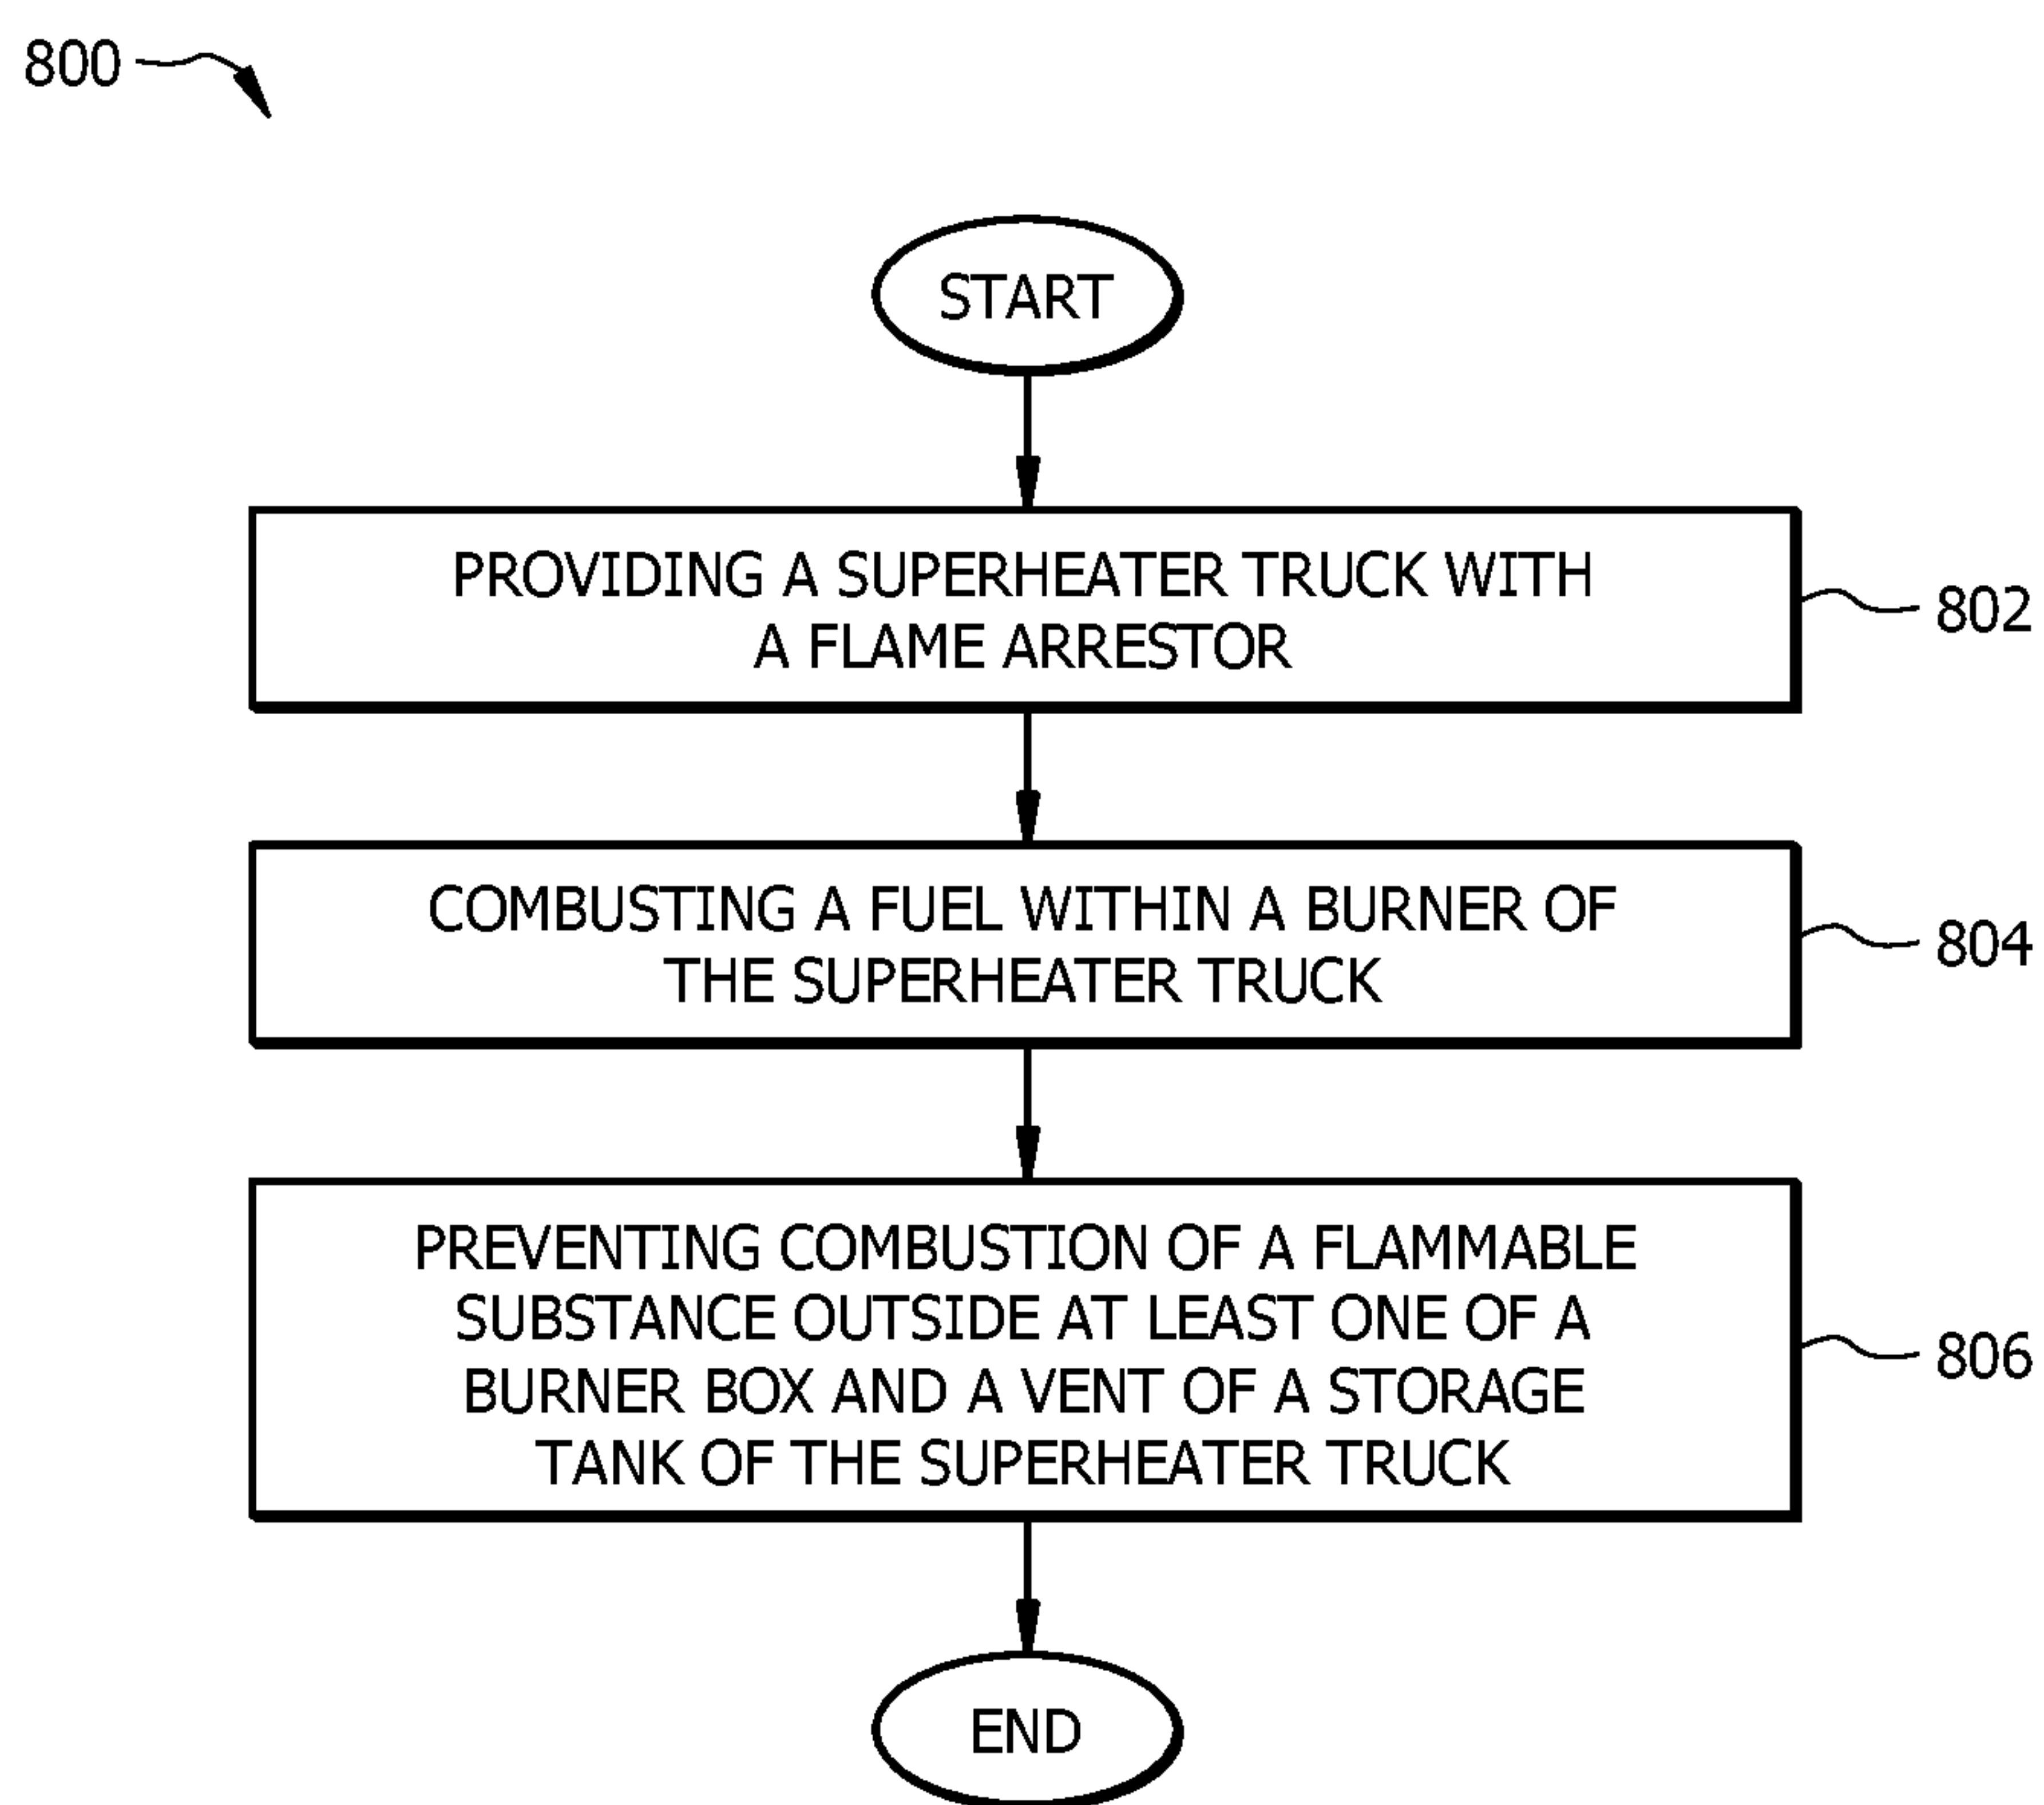 800
START
PROVIDING A SUPERHEATER TRUCK WITH
A FLAME ARRESTOR
802
COMBUSTING A FUEL WITHIN A BURNER OF
THE SUPERHEATER TRUCK
804
PREVENTING COMBUSTION OF A FLAMMABLE
SUBSTANCE OUTSIDE AT LEAST ONE OF A
BURNER BOX AND A VENT OF A STORAGE
TANK OF THE SUPERHEATER TRUCK
806
END